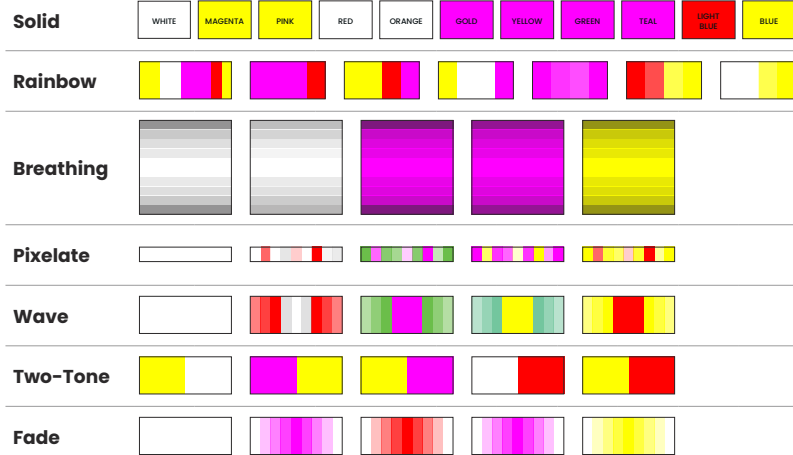 Solid
WHITE
MAGENTA
PINK
RED
ORANGE
GOLD
YELLOW
GREEN
TEAL
LIGHT
BLUE
BLUE
Rainbow
Breathing
Pixelate
Wave
Two-Tone
Fade